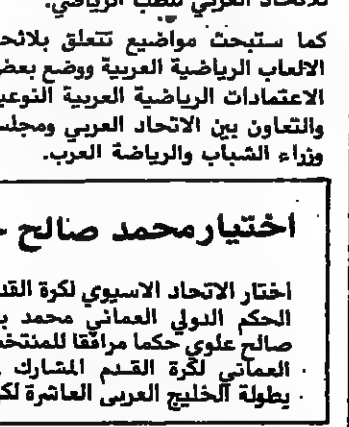 للاتحاد العربي للطب الرياضي.
كما ستبحث مواضيع تتعلق بلائحة
الالعاب الرياضية العربية ووضع بعض
الاعتمادات الرياضية العربية النوعية
والتعاون بين الاتحاد العربي ومجلس
وزراء الشباب والرياضة العرب.
اختيار محمد صالح
اختار الاتحاد الاسيوي لكرة القدم
الحكم الدولي العماني محمد
صالح علوي حكما مرافقا للمنتخب
العماني لكرة القدم المشارك
بطولة الخليج العربى العاشرة لكرة